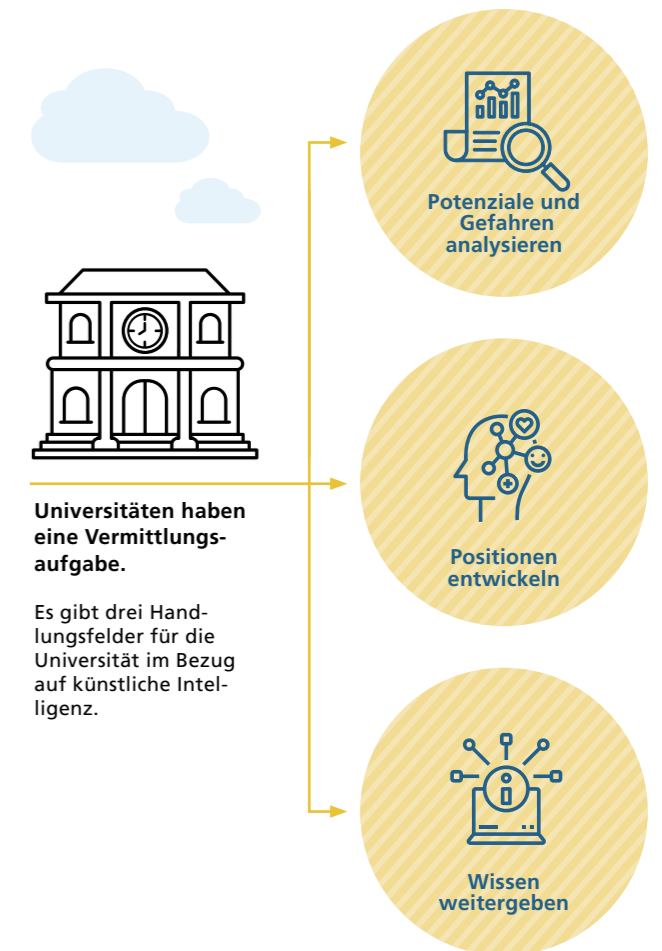 Potenziale und
Gefahren
analysieren
Universitäten haben
eine Vermittlungs-
aufgabe.
Es gibt drei Hand-
lungsfelder für die
Universität im Bezug
auf künstliche Intel-
ligenz.
Positionen
entwickeln
Wissen
weitergeben